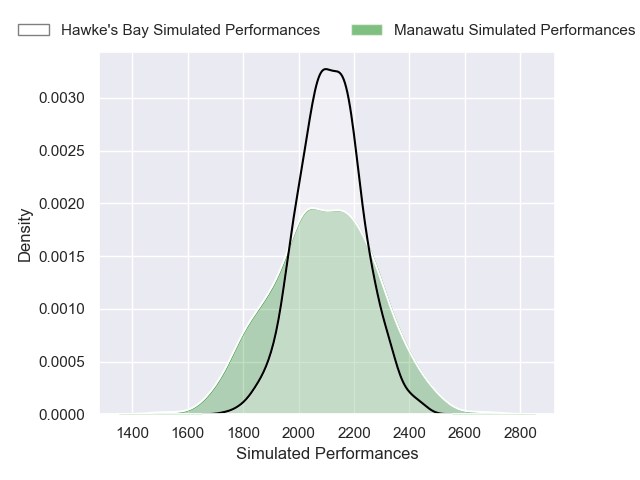 Hawke's Bay Simulated Performances Manawatu Simulated Performances
0.0030
0.0025
0.0020
0.0015
0.0010
0.0005
0.0000
Density
1400 1600 1800 2000 2200 2400 2600 2800
Simulated Performances